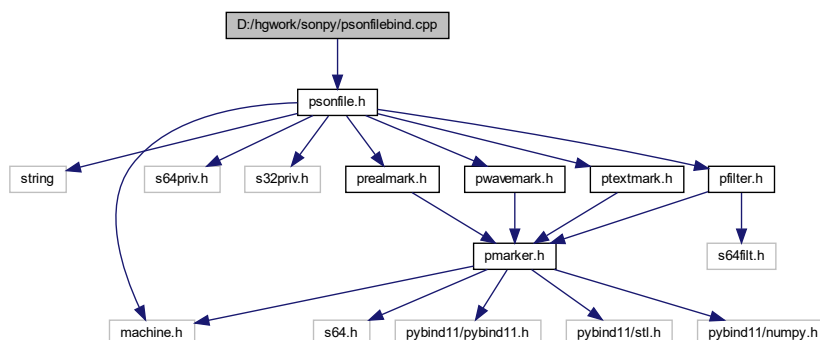 D:/hgwork/sonpy/psonfilebind.cpp
psonfile.h
string
s64priv.h
s32priv.h
prealmark.h
pwavemark.h
ptextmark.h
pfilter.h
pmarker.h
s64filt.h
machine.h
s64.h
pybind11/pybind11.h
pybind11/stl.h
pybind11/numpy.h